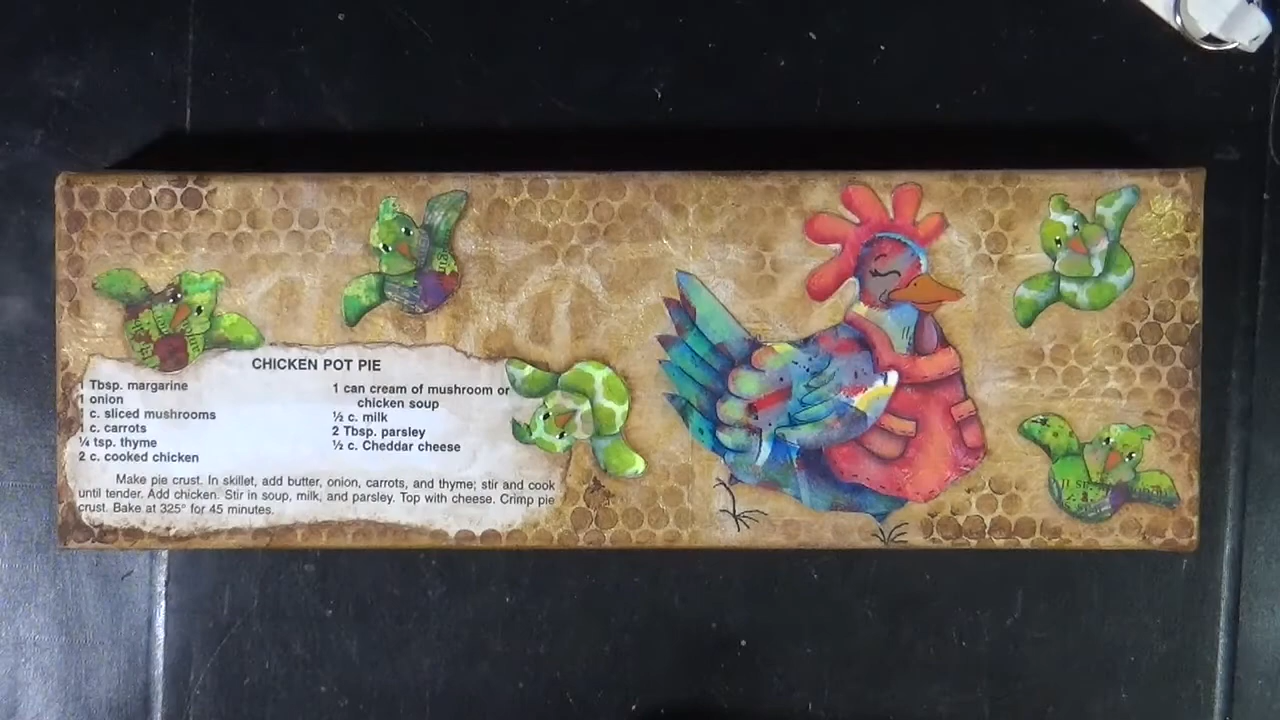 CHICKEN POT PIE
1 Tbsp. margarine
1 onion
1 c. sliced mushrooms
1 c. carrots
¼ tsp. thyme
2 c. cooked chicken
1 can cream of mushroom or
chicken soup
½ c. milk
2 Tbsp. parsley
½ c. Cheddar cheese
Make pie crust. In skillet, add butter, onion, carrots, and thyme; stir and cook
until tender. Add chicken. Stir in soup, milk, and parsley. Top with cheese. Crimp pie
crust. Bake at 325° for 45 minutes.